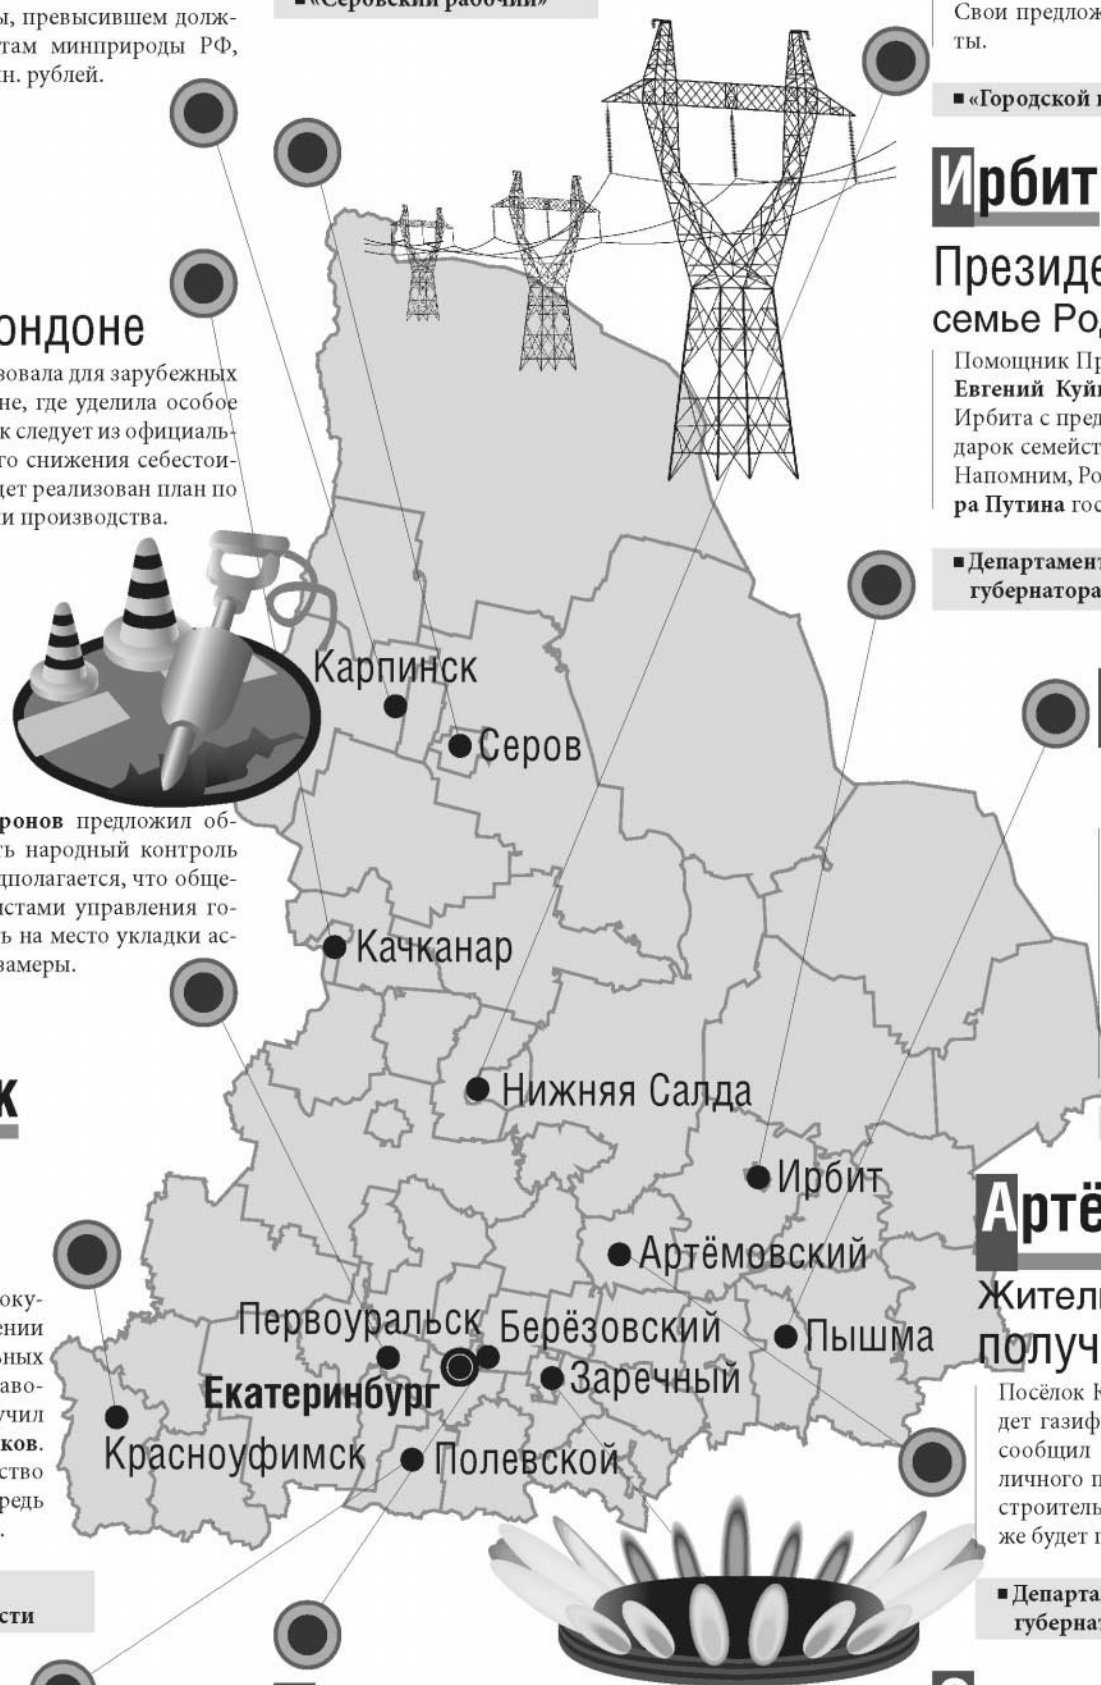 ы, превысившем долж-
там минприроды РФ,
н. рублей.
■ «Серовский рабочий»
ондоне
зовала для зарубежных
не, где уделила особое
к следует из официаль-
го снижения себестои-
дет реализован план по
и производства.
ронов предложил об-
ть народный контроль
дполагается, что обще-
истами управления го-
ь на место укладки ас-
замеры.
к
оку-
ении
ьных
аво-
учил
ков.
ство
редь
.
сти
Карпинск
Серов
Качканар
Нижняя Салда
Ирбит
Артёмовский
Первоуральск
Берёзовский
Пышма
Екатеринбург
Заречный
Красноуфимск
Полевской
Свои предлож
ты.
■ «Городской
Ирбит
Президе
семье Ро
Помощник Пр
Евгений Куй
Ирбита с пред
дарок семейст
Напомним, Ро
ра Путина гос
■ Департамент
губернатора
Артё
Жител
получ
Посёлок К
дет газиф
сообщил
личного п
строитель
же будет п
■ Департа
губерна